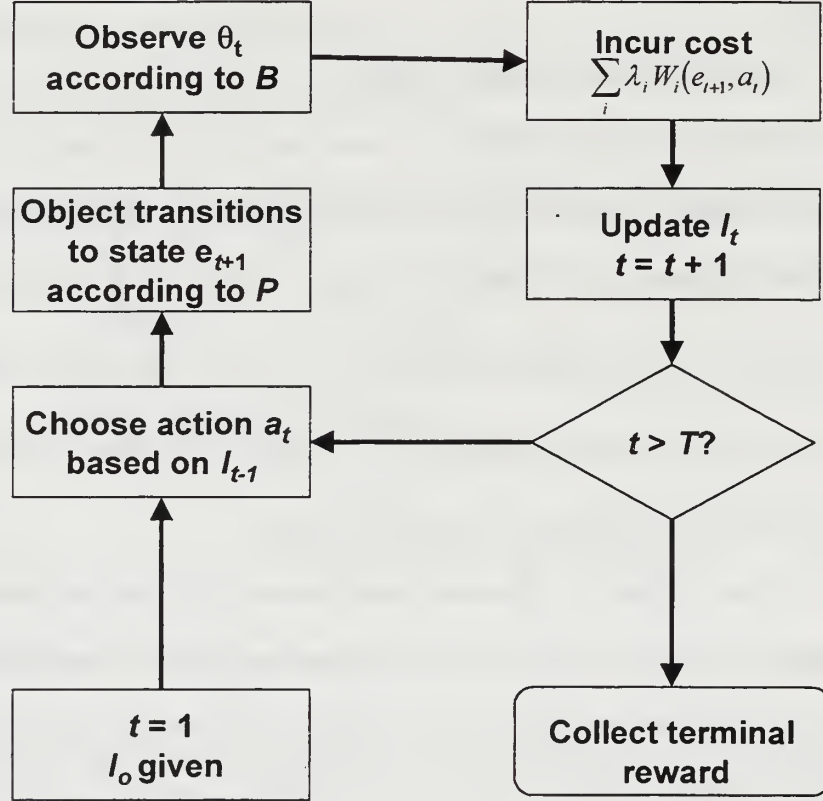 Observe θₜ
according to B
Incur cost
∑ᵢ λᵢ Wᵢ(eₜ₊₁, aₜ)
Object transitions
to state eₜ₊₁
according to P
Update Iₜ
t = t + 1
Choose action aₜ
based on Iₜ₋₁
t > T?
t = 1
Iₒ given
Collect terminal
reward